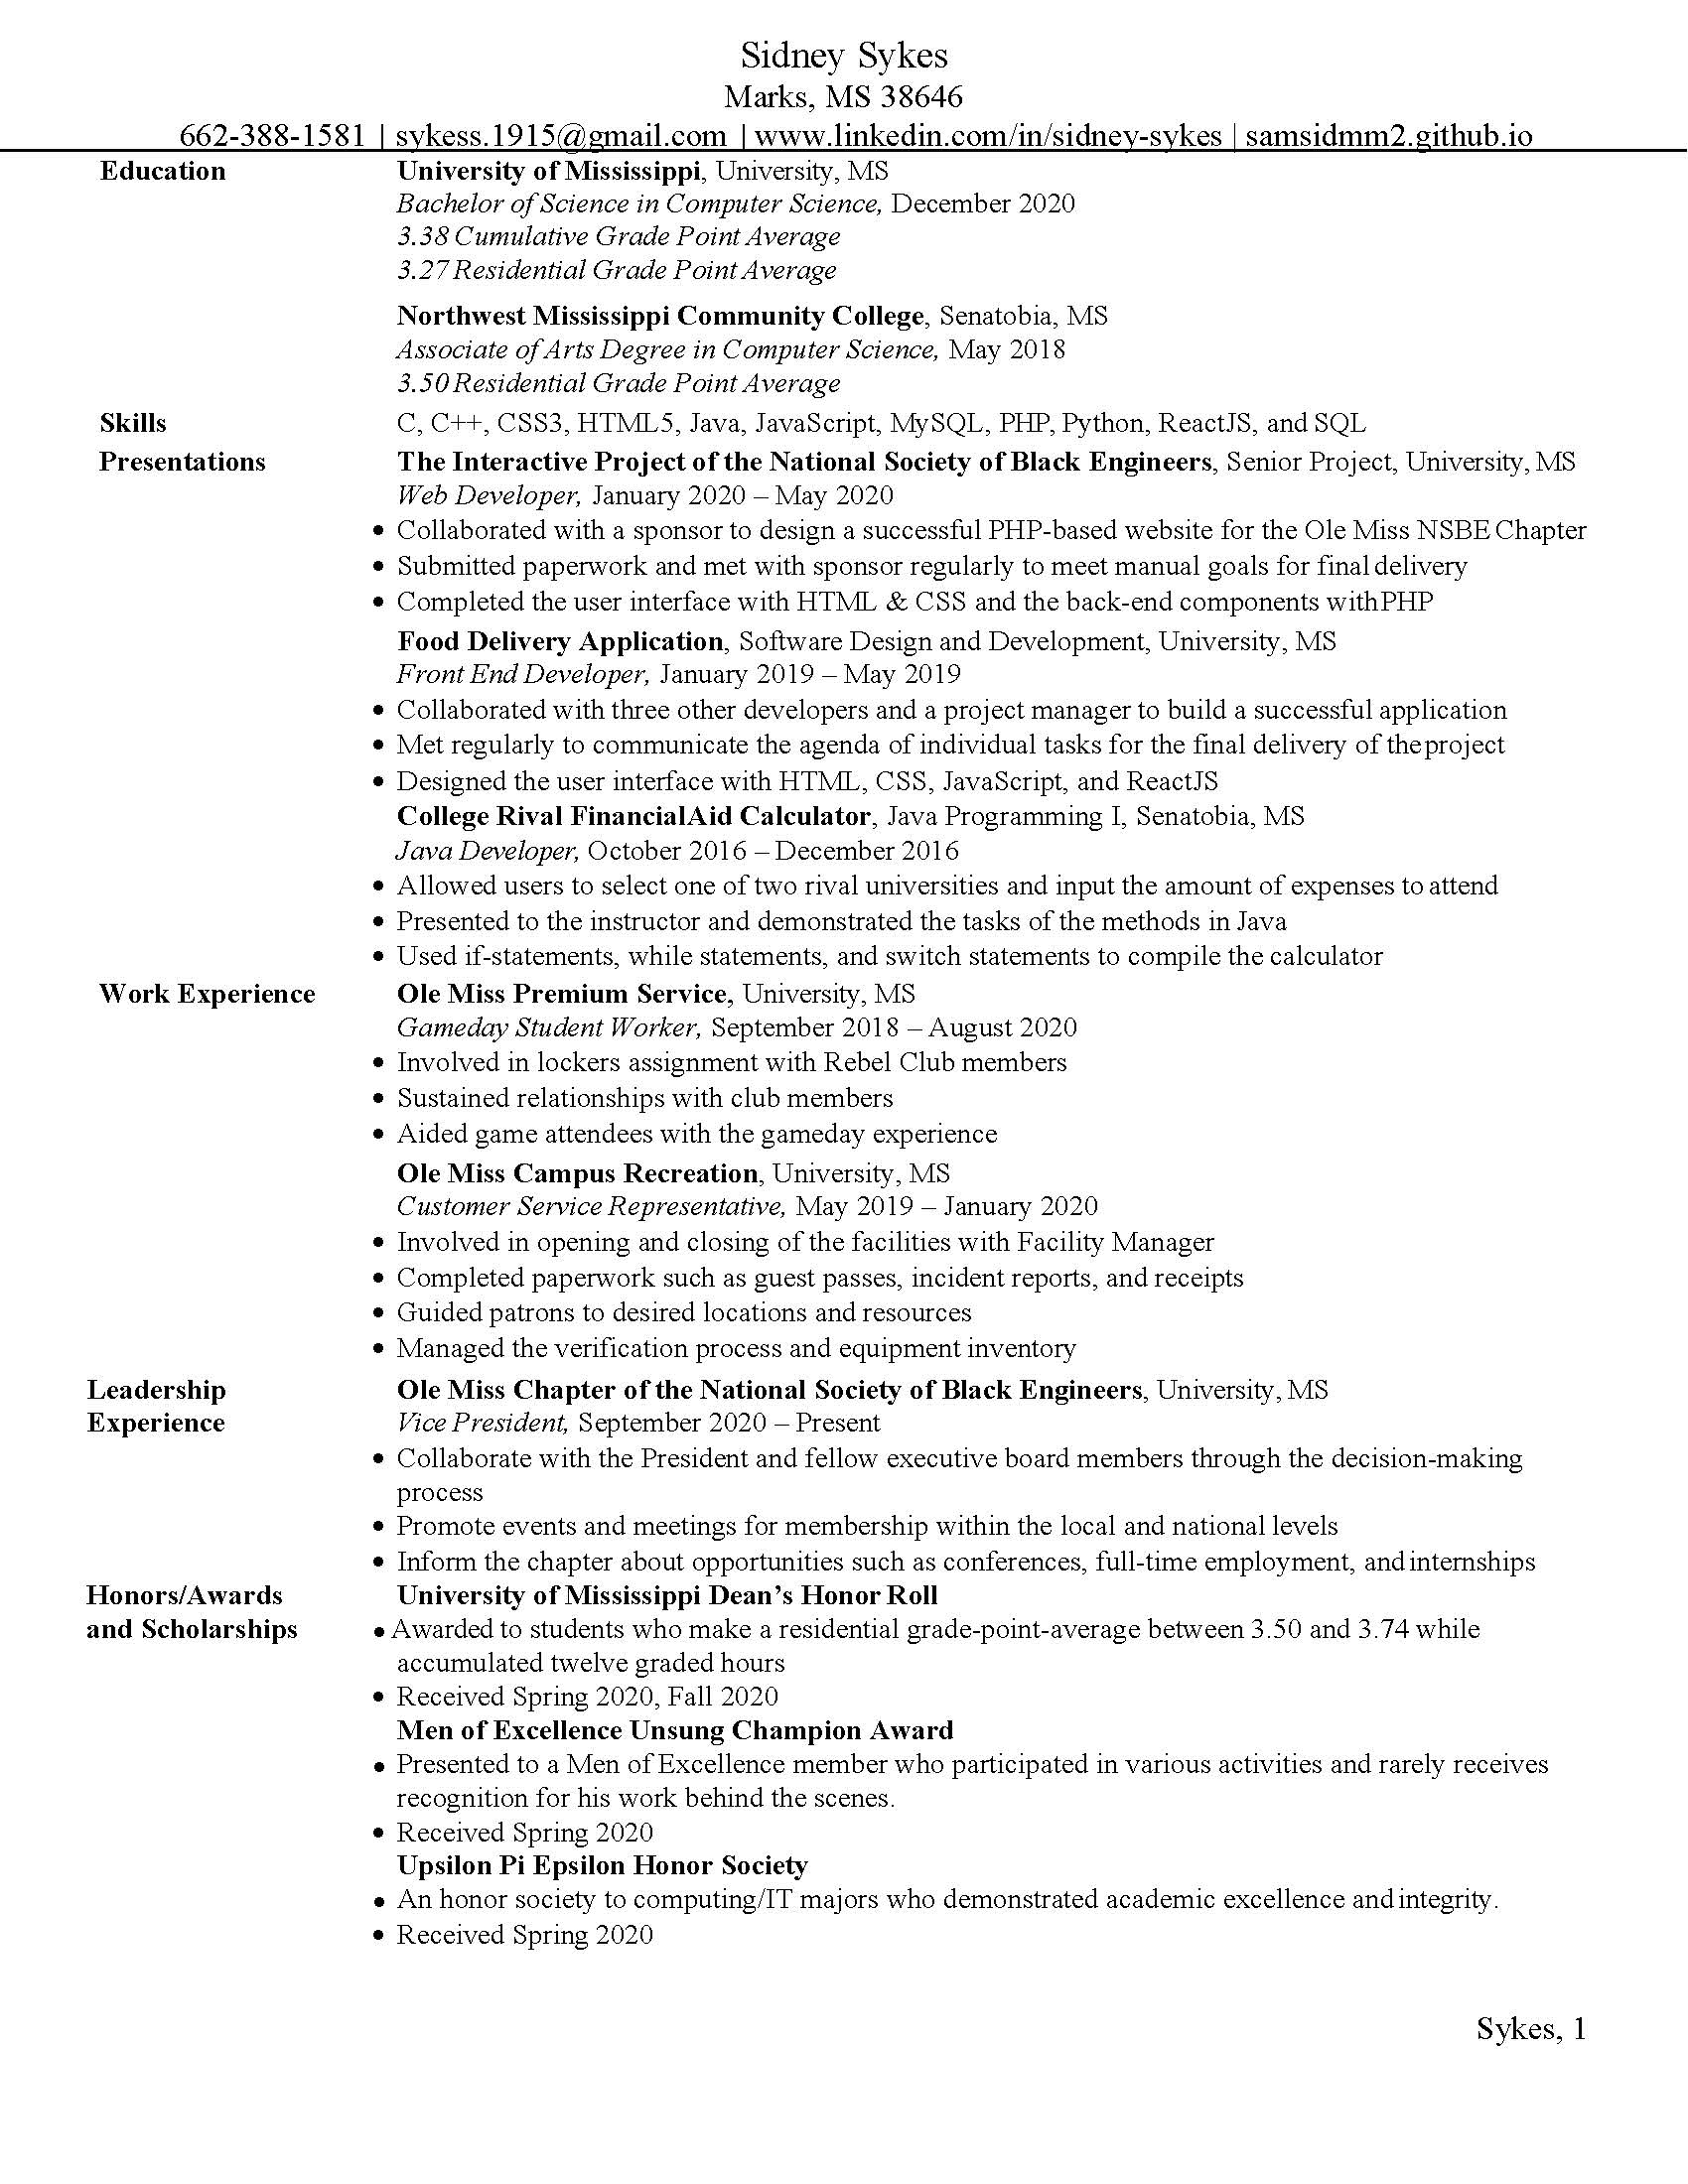 Sidney Sykes
Marks, MS 38646
662-388-1581 | sykess.1915@gmail.com | www.linkedin.com/in/sidney-sykes | samsidmm2.github.io
Education University of Mississippi, University, MS
Bachelor of Science in Computer Science, December 2020
3.38 Cumulative Grade Point Average
3.27 Residential Grade Point Average
Northwest Mississippi Community College, Senatobia, MS
Associate of Arts Degree in Computer Science, May 2018
3.50 Residential Grade Point Average
Skills C, C++, CSS3, HTML5, Java, JavaScript, MySQL, PHP, Python, ReactJS, and SQL
Presentations The Interactive Project of the National Society of Black Engineers, Senior Project, University, MS
Web Developer, January 2020 – May 2020
• Collaborated with a sponsor to design a successful PHP-based website for the Ole Miss NSBE Chapter
• Submitted paperwork and met with sponsor regularly to meet manual goals for final delivery
• Completed the user interface with HTML & CSS and the back-end components with PHP
Food Delivery Application, Software Design and Development, University, MS
Front End Developer, January 2019 – May 2019
• Collaborated with three other developers and a project manager to build a successful application
• Met regularly to communicate the agenda of individual tasks for the final delivery of the project
• Designed the user interface with HTML, CSS, JavaScript, and ReactJS
College Rival Financial Aid Calculator, Java Programming I, Senatobia, MS
Java Developer, October 2016 – December 2016
• Allowed users to select one of two rival universities and input the amount of expenses to attend
• Presented to the instructor and demonstrated the tasks of the methods in Java
• Used if-statements, while statements, and switch statements to compile the calculator
Work Experience Ole Miss Premium Service, University, MS
Gameday Student Worker, September 2018 – August 2020
• Involved in lockers assignment with Rebel Club members
• Sustained relationships with club members
• Aided game attendees with the gameday experience
Ole Miss Campus Recreation, University, MS
Customer Service Representative, May 2019 – January 2020
• Involved in opening and closing of the facilities with Facility Manager
• Completed paperwork such as guest passes, incident reports, and receipts
• Guided patrons to desired locations and resources
• Managed the verification process and equipment inventory
Leadership Ole Miss Chapter of the National Society of Black Engineers, University, MS
Experience Vice President, September 2020 – Present
• Collaborate with the President and fellow executive board members through the decision-making
process
• Promote events and meetings for membership within the local and national levels
• Inform the chapter about opportunities such as conferences, full-time employment, and internships
Honors/Awards University of Mississippi Dean's Honor Roll
and Scholarships • Awarded to students who make a residential grade-point-average between 3.50 and 3.74 while
accumulated twelve graded hours
• Received Spring 2020, Fall 2020
Men of Excellence Unsung Champion Award
• Presented to a Men of Excellence member who participated in various activities and rarely receives
recognition for his work behind the scenes.
• Received Spring 2020
Upsilon Pi Epsilon Honor Society
• An honor society to computing/IT majors who demonstrated academic excellence and integrity.
• Received Spring 2020
Sykes, 1